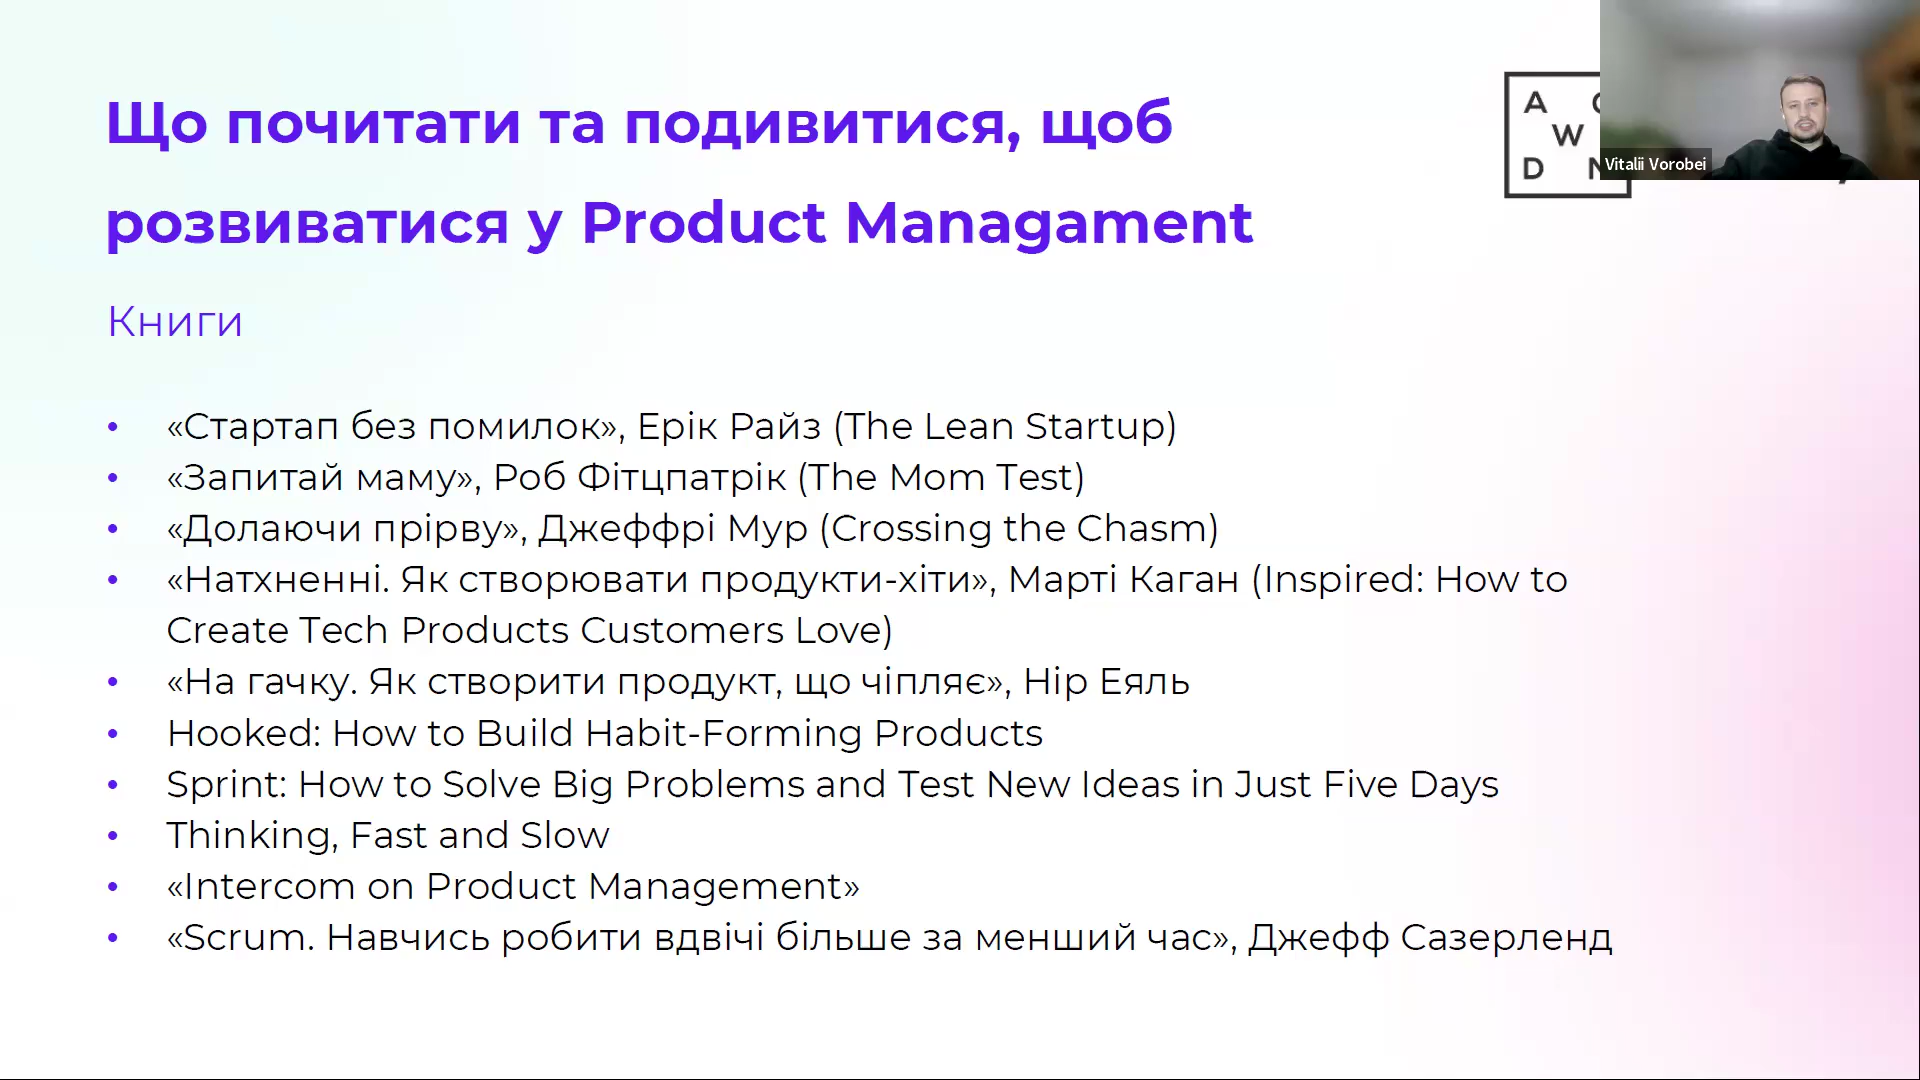 Що почитати та подивитися, щоб
розвиватися у Product Managament
Книги
• «Стартап без помилок», Ерік Райз (The Lean Startup)
• «Запитай маму», Роб Фітцпатрік (The Mom Test)
• «Долаючи прірву», Джеффрі Мур (Crossing the Chasm)
• «Натхненні. Як створювати продукти-хіти», Марті Каган (Inspired: How to
Create Tech Products Customers Love)
• «На гачку. Як створити продукт, що чіпляє», Нір Еяль
• Hooked: How to Build Habit-Forming Products
• Sprint: How to Solve Big Problems and Test New Ideas in Just Five Days
• Thinking, Fast and Slow
• «Intercom on Product Management»
• «Scrum. Навчись робити вдвічі більше за менший час», Джефф Сазерленд
A
W
D
Vitalii Vorobei